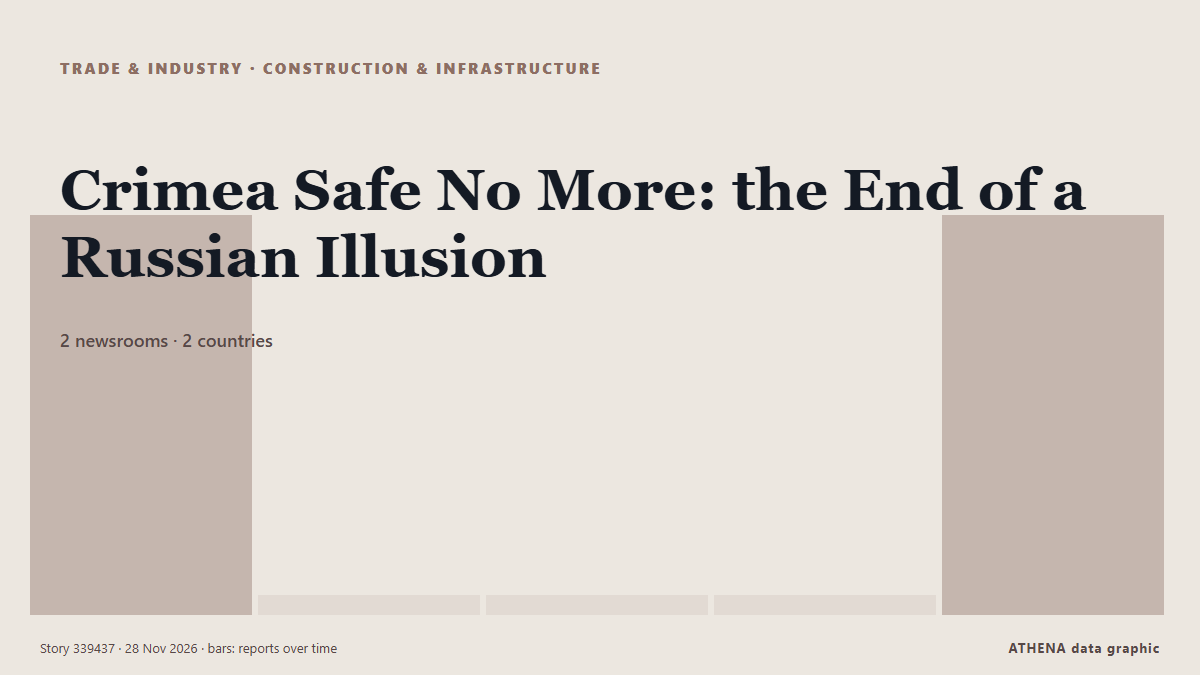 TRADE & INDUSTRY · CONSTRUCTION & INFRASTRUCTURE
Crimea Safe No More: the End of a
Russian Illusion
2 newsrooms · 2 countries
Story 339437 · 28 Nov 2026 · bars: reports over time
ATHENA data graphic